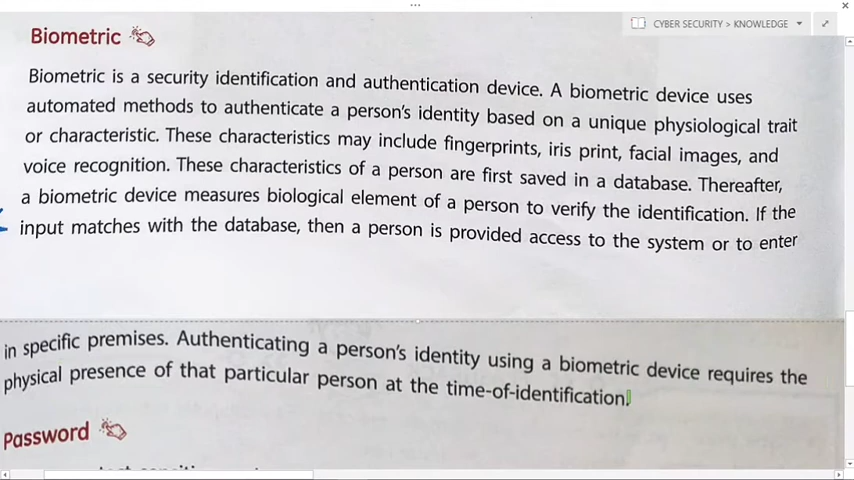 ...
CYBER SECURITY > KNOWLEDGE
Biometric
Biometric is a security identification and authentication device. A biometric device uses
automated methods to authenticate a person's identity based on a unique physiological trait
or characteristic. These characteristics may include fingerprints, iris print, facial images, and
voice recognition. These characteristics of a person are first saved in a database. Thereafter,
a biometric device measures biological element of a person to verify the identification. If the
input matches with the database, then a person is provided access to the system or to enter
in specific premises. Authenticating a person's identity using a biometric device requires the
physical presence of that particular person at the time-of-identification.
Password